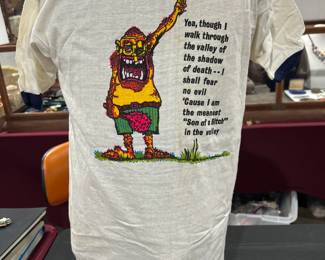 Yea, though I
walk through
the valley of
the shadow
of death--I
shall fear
no evil
'Cause I am
the meanest
"Son of a Bitch"
in the valley